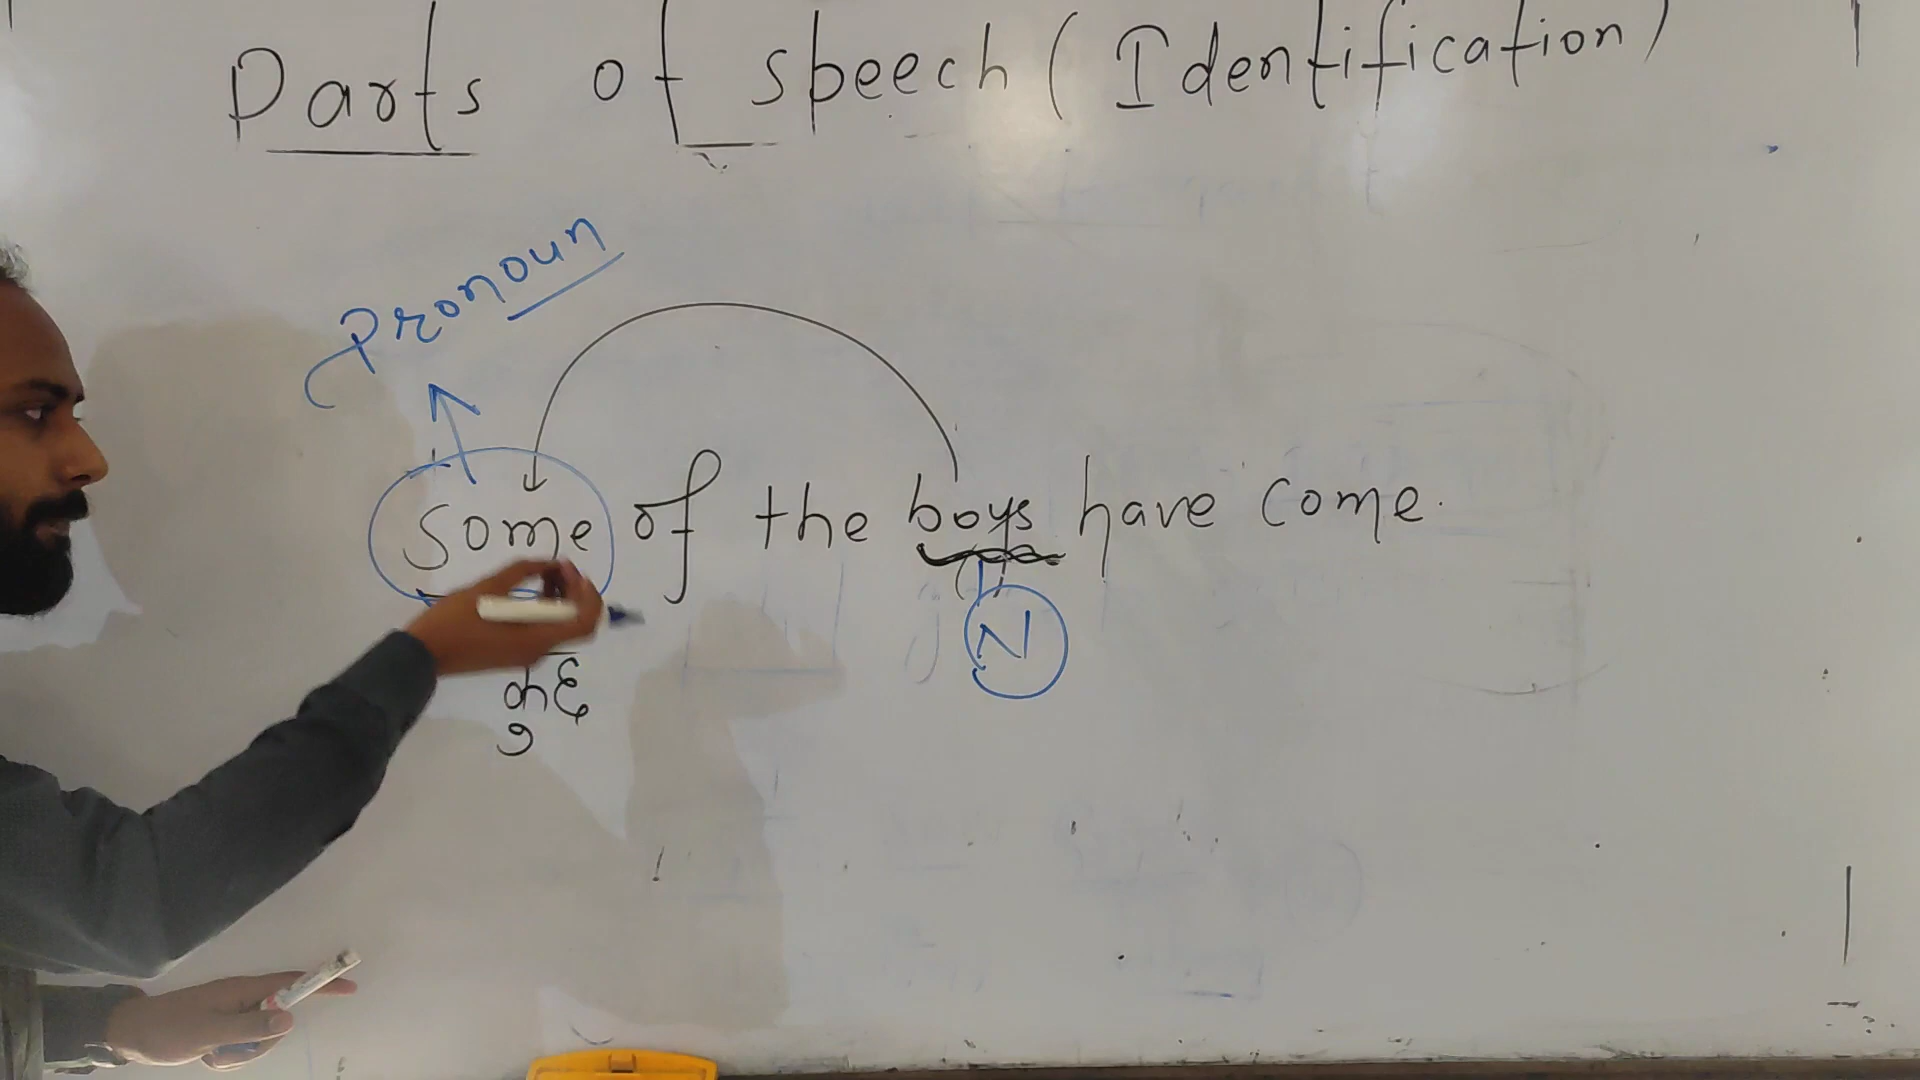 Parts of speech (Identification)
Pronoun
Some of the boys have come.
N
कुछ